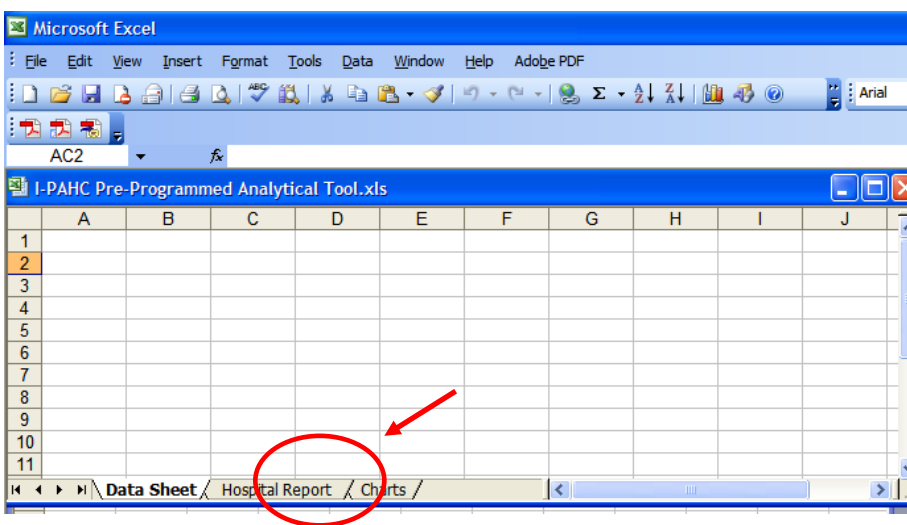 Microsoft Excel
File Edit View Insert Format Tools Data Window Help Adobe PDF
ABC Σ A Z Z A Arial
AC2 fx
I-PAHC Pre-Programmed Analytical Tool.xls
A B C D E F G H I J
1
2
3
4
5
6
7
8
9
10
11
Data Sheet Hospital Report Charts